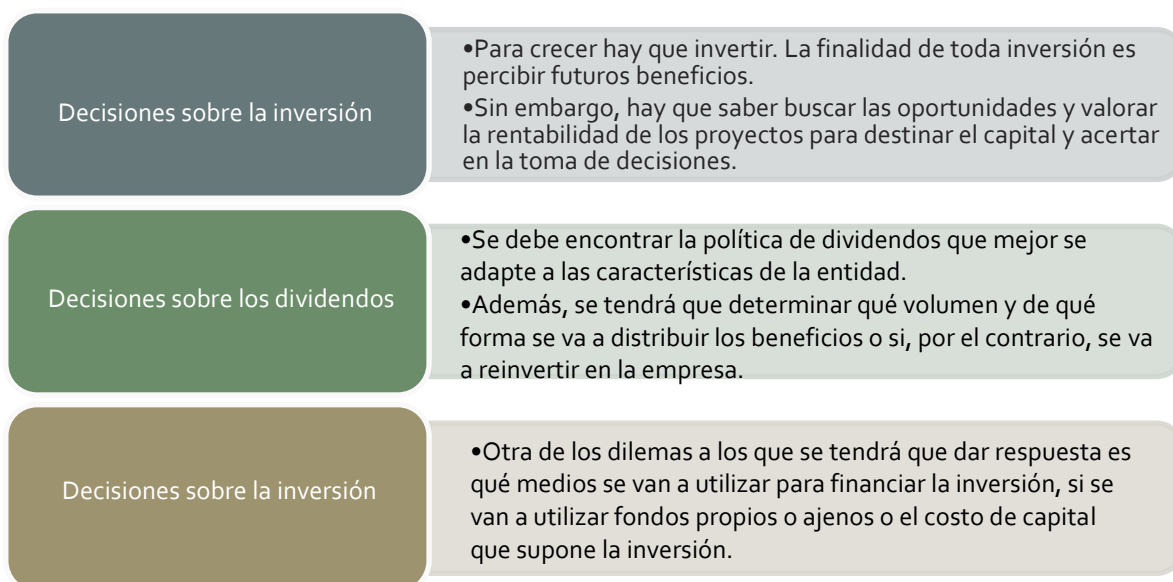 Decisiones sobre la inversión
•Para crecer hay que invertir. La finalidad de toda inversión es
percibir futuros beneficios.
•Sin embargo, hay que saber buscar las oportunidades y valorar
la rentabilidad de los proyectos para destinar el capital y acertar
en la toma de decisiones.
Decisiones sobre los dividendos
•Se debe encontrar la política de dividendos que mejor se
adapte a las características de la entidad.
•Además, se tendrá que determinar qué volumen y de qué
forma se va a distribuir los beneficios o si, por el contrario, se va
a reinvertir en la empresa.
Decisiones sobre la inversión
•Otra de los dilemas a los que se tendrá que dar respuesta es
qué medios se van a utilizar para financiar la inversión, si se
van a utilizar fondos propios o ajenos o el costo de capital
que supone la inversión.